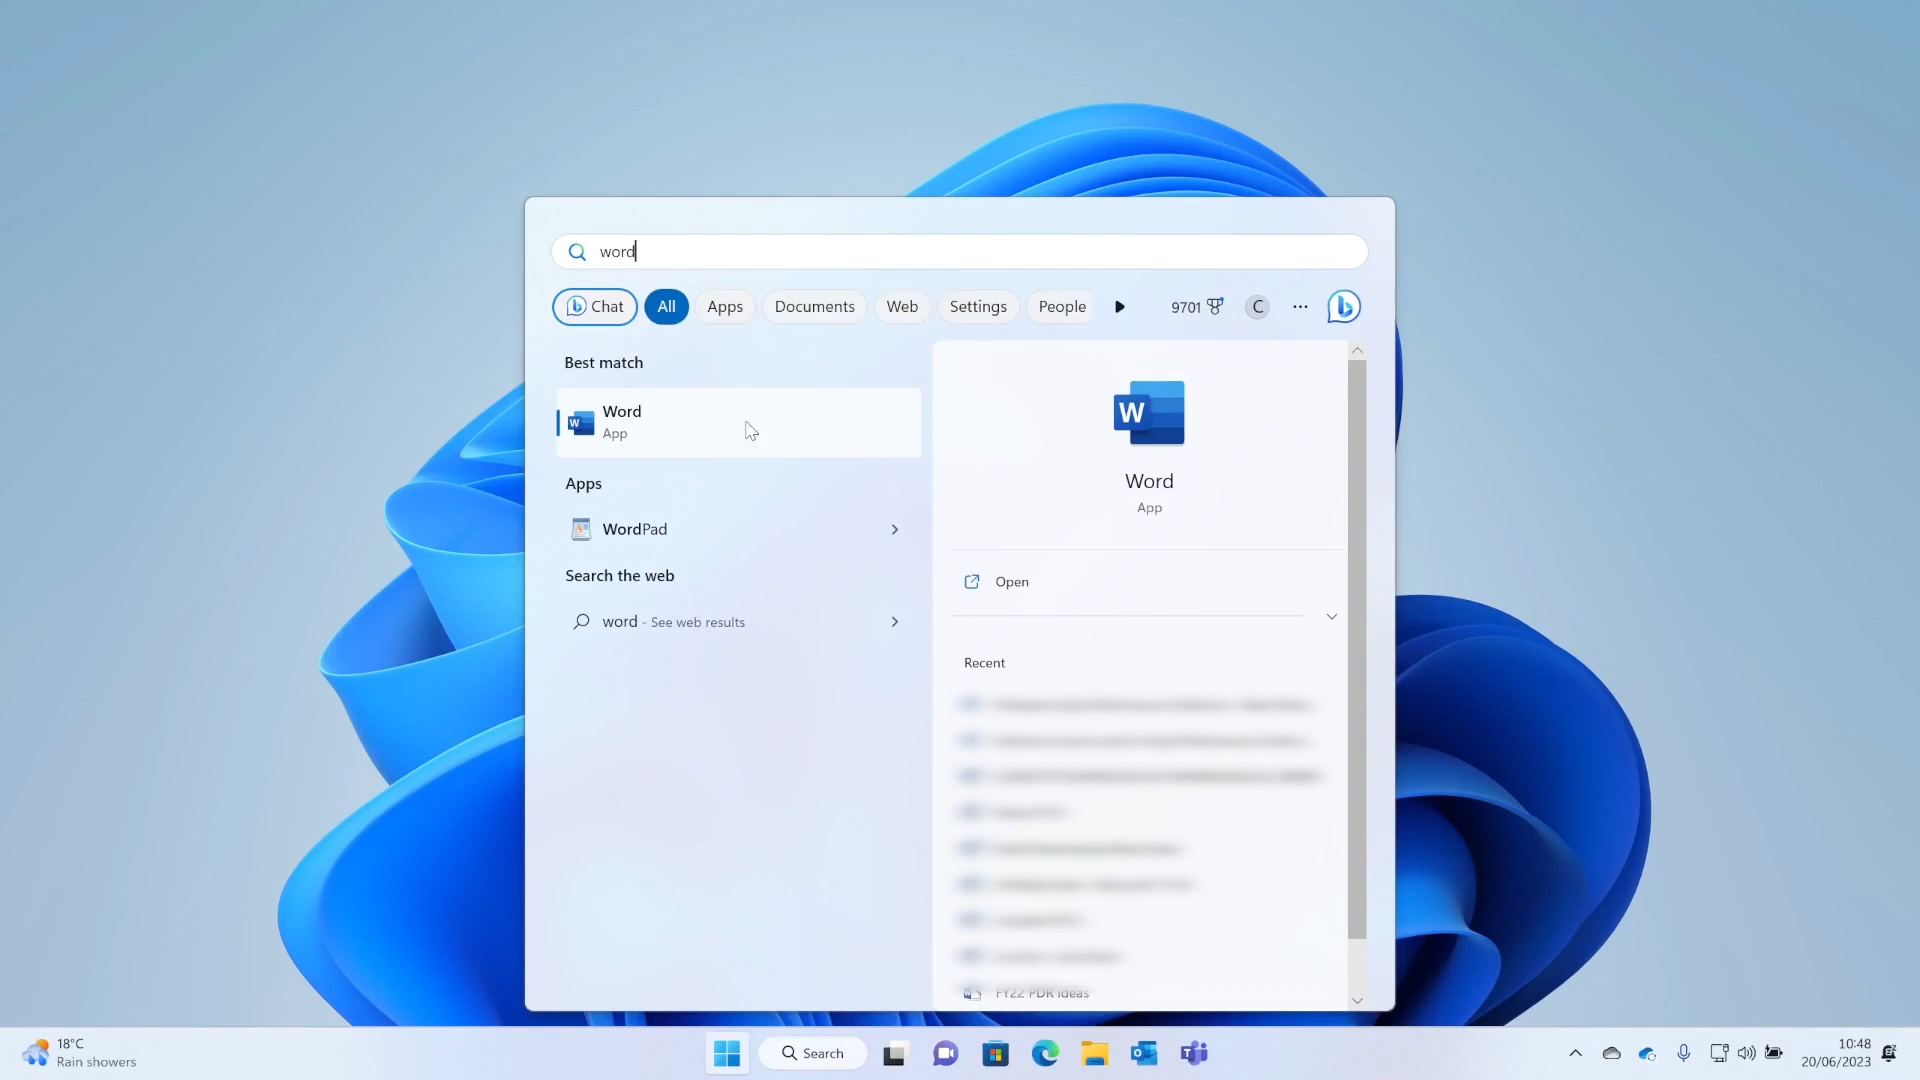 word
Chat
All
Apps
Documents
Web
Settings
People
9701
C
Best match
Word
App
Apps
WordPad
Search the web
word - See web results
W
Word
App
Open
Recent
FY22 PDR Ideas
18°C
Rain showers
Search
10:48
20/06/2023